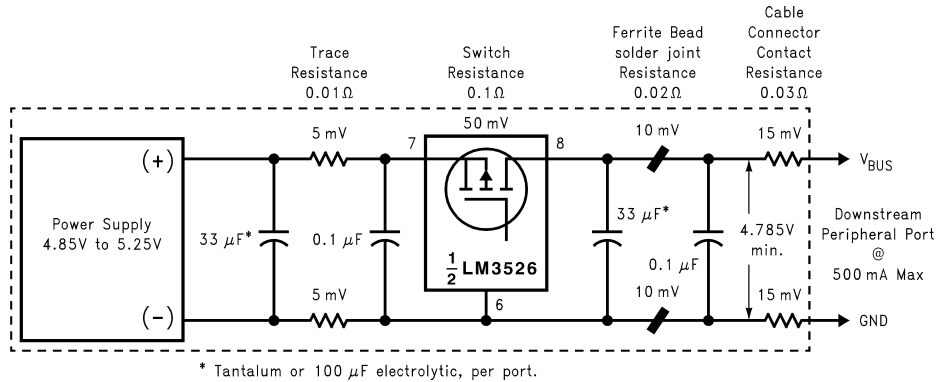 Trace
Resistance
0.01Ω
Switch
Resistance
0.1Ω
Ferrite Bead
solder joint
Resistance
0.02Ω
Cable
Connector
Contact
Resistance
0.03Ω
5 mV
50 mV
10 mV
15 mV
7
8
(+)
VBUS
Power Supply
4.85V to 5.25V
33 μF*
0.1 μF
33 μF*
0.1 μF
4.785V
min.
Downstream
Peripheral Port
@
500 mA Max
1/2 LM3526
6
5 mV
10 mV
15 mV
(−)
GND
* Tantalum or 100 μF electrolytic, per port.